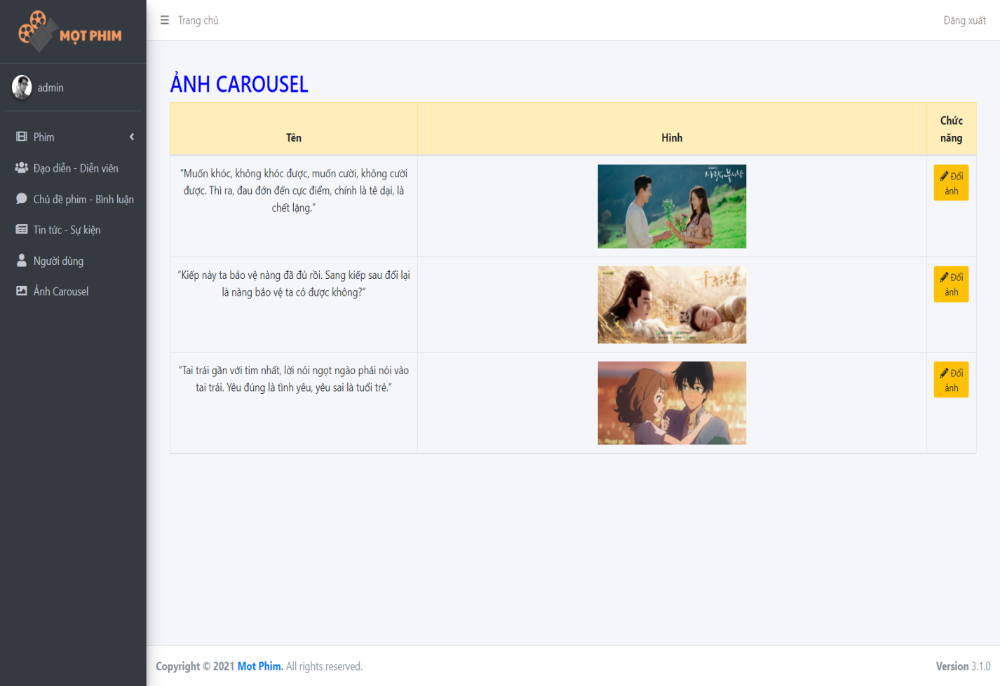 MỌT PHIM
Trang chủ
Đăng xuất
admin
Phim
Đạo diễn - Diễn viên
Chủ đề phim - Bình luận
Tin tức - Sự kiện
Người dùng
Ảnh Carousel
ẢNH CAROUSEL
Tên
Hình
Chức
năng
“Muốn khóc, không khóc được, muốn cười, không cười
được. Thì ra, đau đớn đến cực điểm, chính là tê dại, là
chết lặng.”
사랑의 불시착
Đổi
ảnh
“Kiếp này ta bảo vệ nàng đã đủ rồi. Sang kiếp sau đổi lại
là nàng bảo vệ ta có được không?“
Đổi
ảnh
“Tai trái gần với tim nhất, lời nói ngọt ngào phải nói vào
tai trái. Yêu đúng là tình yêu, yêu sai là tuổi trẻ.”
Đổi
ảnh
Copyright © 2021 Mot Phim. All rights reserved.
Version 3.1.0